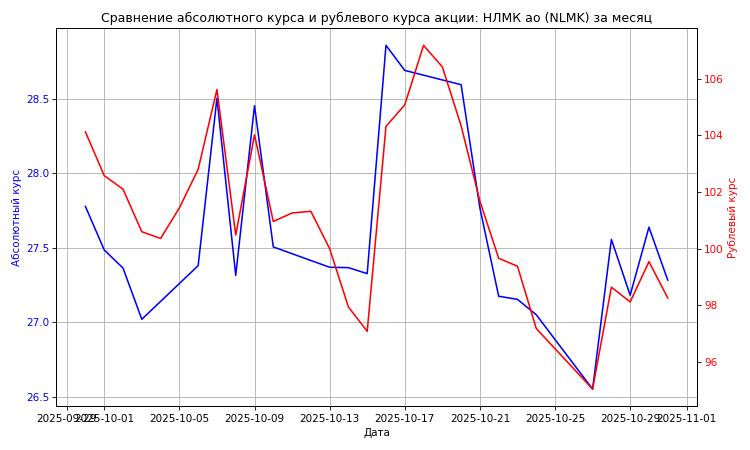 Сравнение абсолютного курса и рублевого курса акции: НЛМК ао (NLMK) за месяц
28.5
28.0
27.5
27.0
26.5
Абсолютный курс
106
104
102
100
98
96
Рублевый курс
2025-09-29 2025-10-01 2025-10-05 2025-10-09 2025-10-13 2025-10-17 2025-10-21 2025-10-25 2025-10-29 2025-11-01
Дата